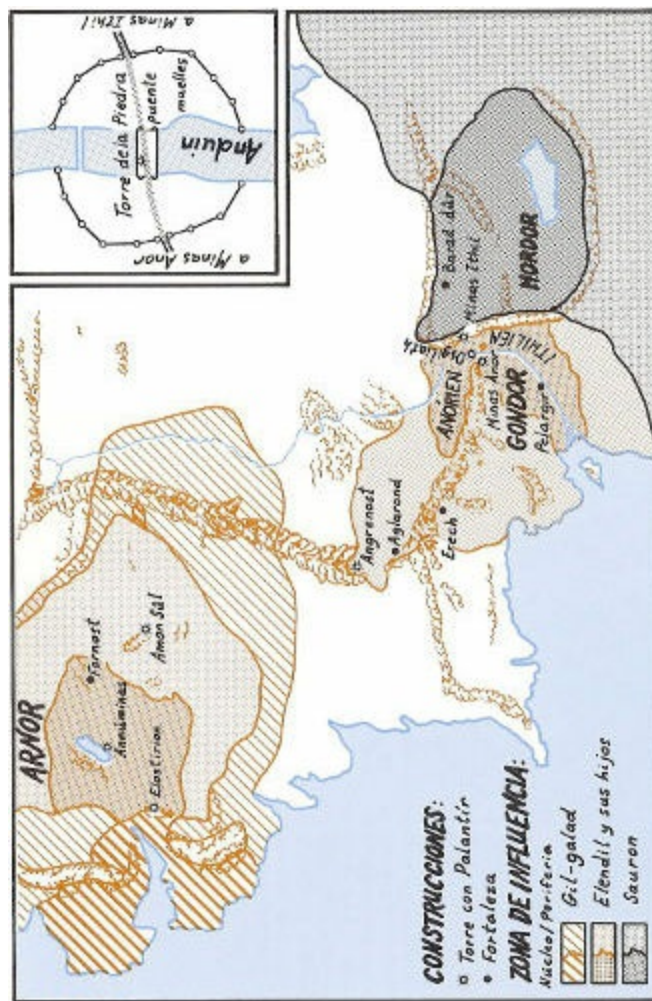 ARNOR
Fornost
Annúminas
Amon Sûl
Elostirion
Angrenost
Aglarond
Erech
ANÓRIEN
Osgiliath
Minas Anor
GONDOR
Pelargir
ITHILIEN
Minas Ithil
Barad dûr
MORDOR
a Minas Ithil
Torre de la Piedra
puente
muelles
Anduin
a Minas Anor
CONSTRUCCIONES:
Torre con Palantír
Fortaleza
ZONA DE INFLUENCIA:
Núcleo/Periferia
Gil-galad
Elendil y sus hijos
Sauron